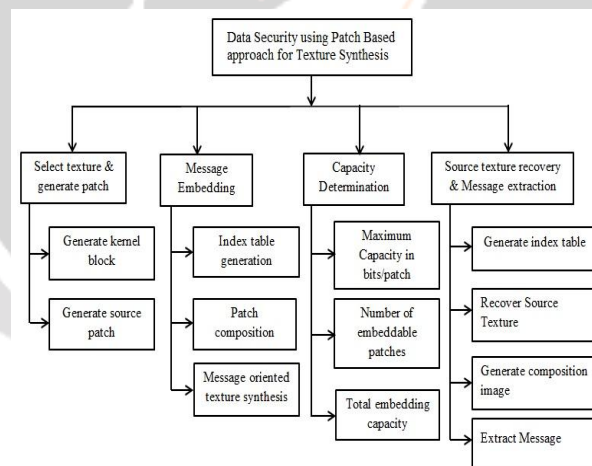 Data Security using Patch Based
approach for Texture Synthesis
Select texture &
generate patch
Generate kernel
block
Generate source
patch
Message
Embedding
Index table
generation
Patch
composition
Message oriented
texture synthesis
Capacity
Determination
Maximum
Capacity in
bits/patch
Number of
embeddable
patches
Total embedding
capacity
Source texture recovery
& Message extraction
Generate index table
Recover Source
Texture
Generate composition
image
Extract Message